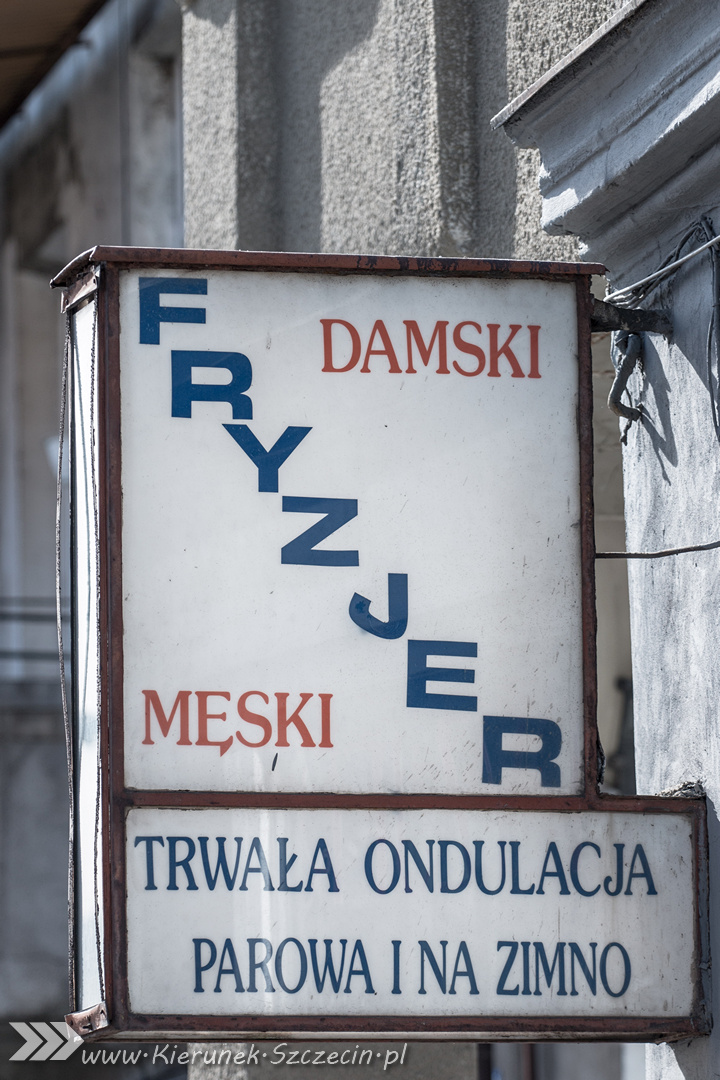 DAMSKI
FRYZJER
MĘSKI
TRWAŁA ONDULACJA
PAROWA I NA ZIMNO
www.Kierunek.Szczecin.pl